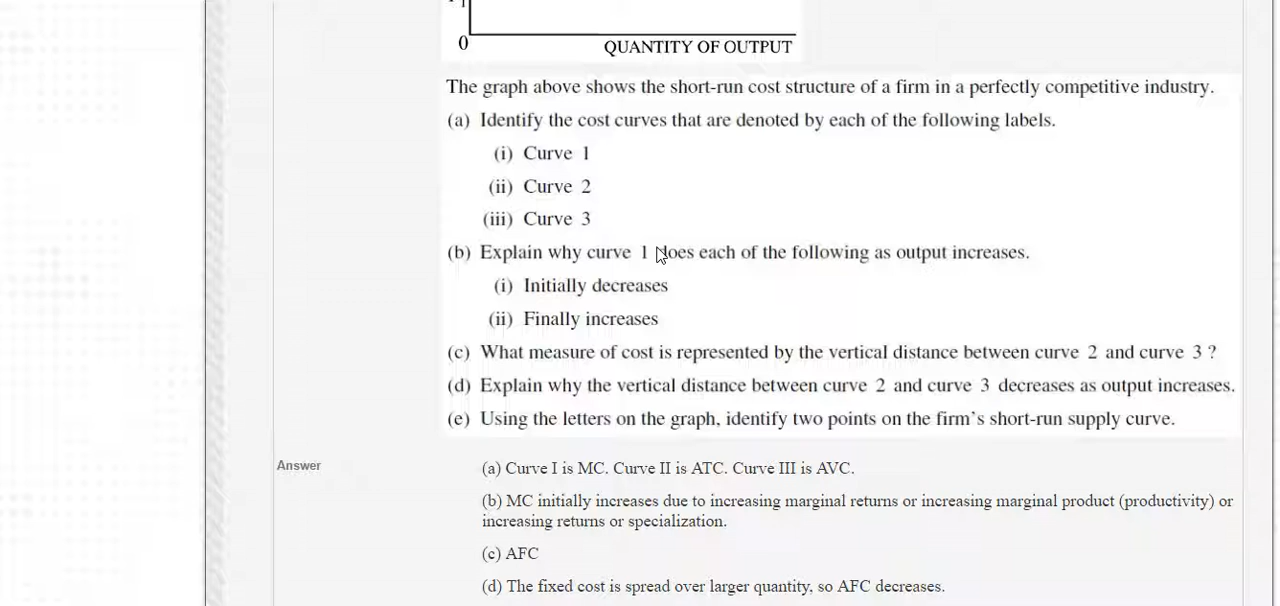 0
QUANTITY OF OUTPUT
The graph above shows the short-run cost structure of a firm in a perfectly competitive industry.
(a) Identify the cost curves that are denoted by each of the following labels.
(i) Curve 1
(ii) Curve 2
(iii) Curve 3
(b) Explain why curve 1 does each of the following as output increases.
(i) Initially decreases
(ii) Finally increases
(c) What measure of cost is represented by the vertical distance between curve 2 and curve 3 ?
(d) Explain why the vertical distance between curve 2 and curve 3 decreases as output increases.
(e) Using the letters on the graph, identify two points on the firm's short-run supply curve.
Answer
(a) Curve I is MC. Curve II is ATC. Curve III is AVC.
(b) MC initially increases due to increasing marginal returns or increasing marginal product (productivity) or
increasing returns or specialization.
(c) AFC
(d) The fixed cost is spread over larger quantity, so AFC decreases.